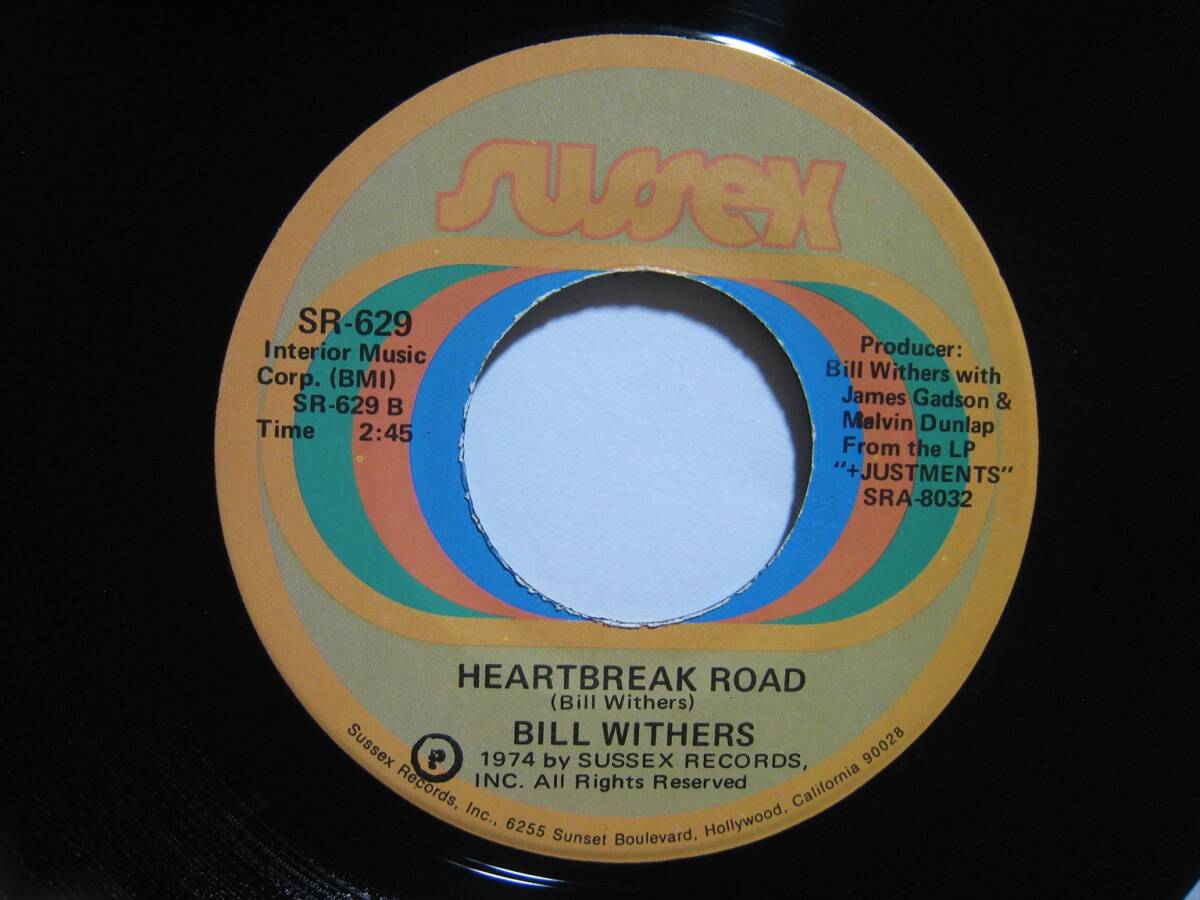 sussex
SR-629
Interior Music
Corp. (BMI)
SR-629 B
Time 2:45
Producer:
Bill Withers with
James Gadson &
Melvin Dunlap
From the LP
"+JUSTMENTS"
SRA-8032
HEARTBREAK ROAD
(Bill Withers)
BILL WITHERS
℗ 1974 by SUSSEX RECORDS,
INC. All Rights Reserved
Sussex Records, Inc., 6255 Sunset Boulevard, Hollywood, California 90028